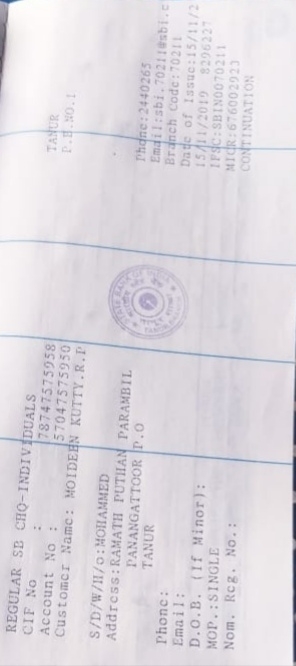 REGULAR SB CHQ-INDIVIDUALS
CIF No :
Account No : 78747575958
57047575950
Customer Name: MOIDEEN KUTTY.R.P
S/D/W/H/o:MOHAMMED
Address:RAMATH PUTHAN PARAMBIL
PANANGATTOOR P.O
TANUR
Phone:
Email:
D.O.B. (If Minor):
MOP.:SINGLE
Nom. Reg. No.:
TANUR
P.B.NO.1
Phone:2440265
Email:sbi.70211@sbi.c
Branch Code:70211
Date of Issue:15/11/2
15/11/2019 8296227
IFSC:SBIN0070211
MICR:676002923
CONTINUATION